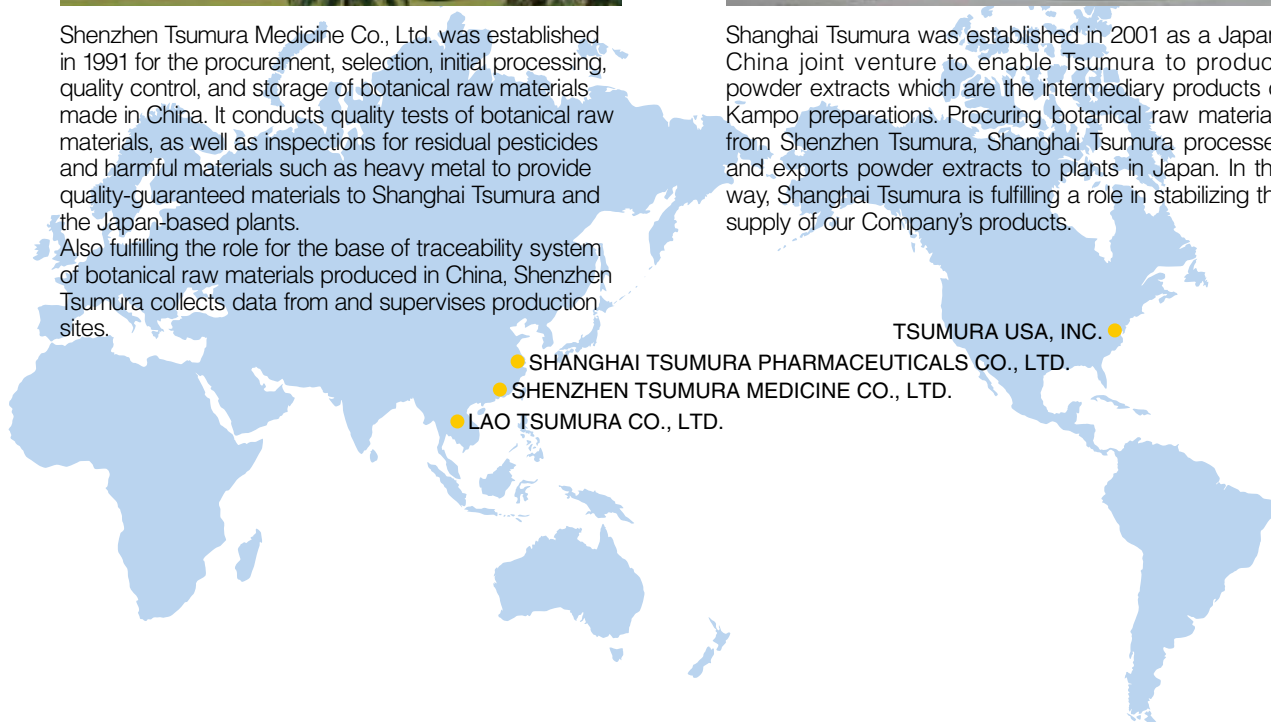 Shenzhen Tsumura Medicine Co., Ltd. was established
in 1991 for the procurement, selection, initial processing,
quality control, and storage of botanical raw materials
made in China. It conducts quality tests of botanical raw
materials, as well as inspections for residual pesticides
and harmful materials such as heavy metal to provide
quality-guaranteed materials to Shanghai Tsumura and
the Japan-based plants.
Also fulfilling the role for the base of traceability system
of botanical raw materials produced in China, Shenzhen
Tsumura collects data from and supervises production
sites.
Shanghai Tsumura was established in 2001 as a Japan
China joint venture to enable Tsumura to produc
powder extracts which are the intermediary products
Kampo preparations. Procuring botanical raw materia
from Shenzhen Tsumura, Shanghai Tsumura processe
and exports powder extracts to plants in Japan. In th
way, Shanghai Tsumura is fulfilling a role in stabilizing th
supply of our Company's products.
TSUMURA USA, INC.
SHANGHAI TSUMURA PHARMACEUTICALS CO., LTD.
SHENZHEN TSUMURA MEDICINE CO., LTD.
LAO TSUMURA CO., LTD.